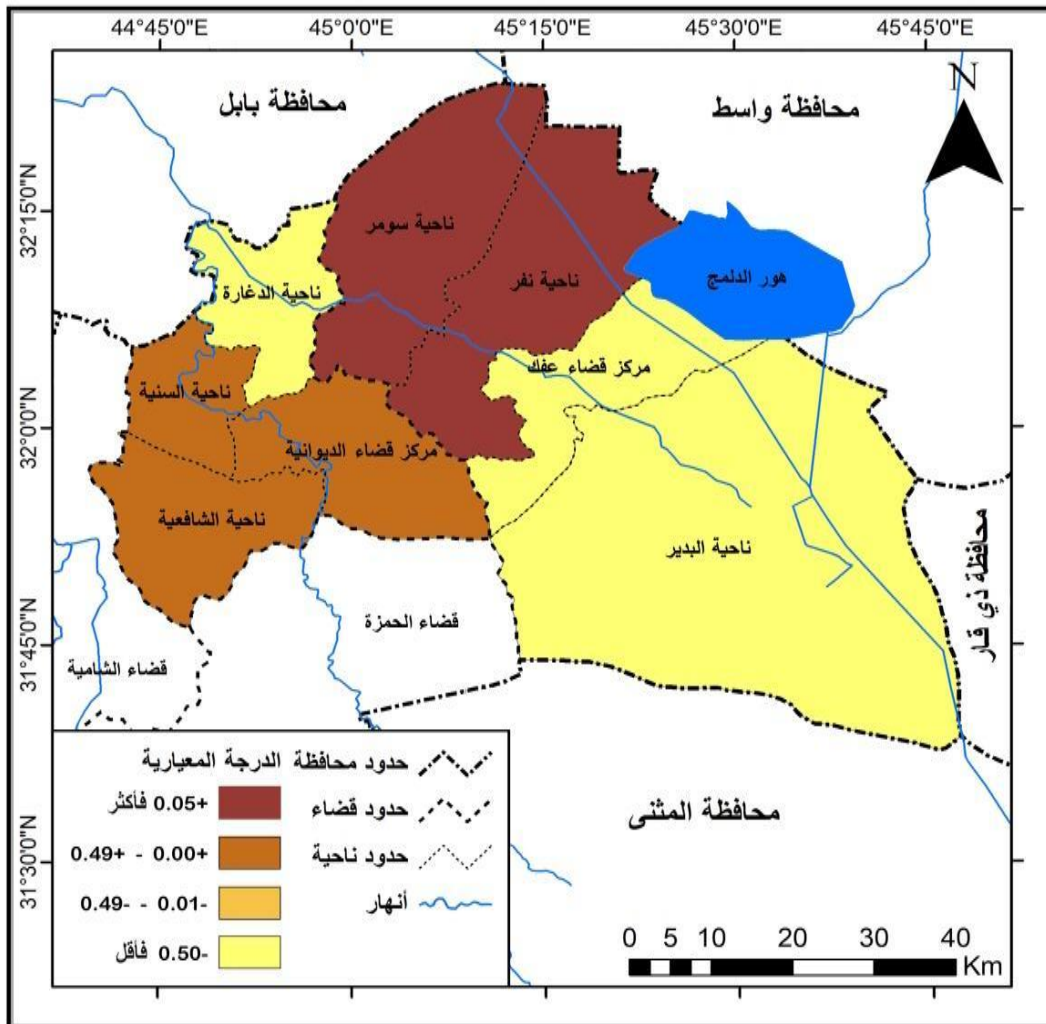 44°45'0"E 45°0'0"E 45°15'0"E 45°30'0"E 45°45'0"E
N
محافظة بابل
محافظة واسط
32°15'0"N
ناحية سومر
ناحية نفر
هور الدلمج
ناحية الدغارة
مركز قضاء عفك
ناحية السنية
32°0'0"N
مركز قضاء الديوانية
ناحية الشافعية
ناحية البدير
محافظة ذي قار
قضاء الحمزة
31°45'0"N
قضاء الشامية
الدرجة المعيارية
+0.05 فأكثر
+0.00 - +0.49
-0.01 - -0.49
-0.50 فأقل
حدود محافظة
حدود قضاء
حدود ناحية
أنهار
محافظة المثنى
31°30'0"N
0 5 10 20 30 40
Km